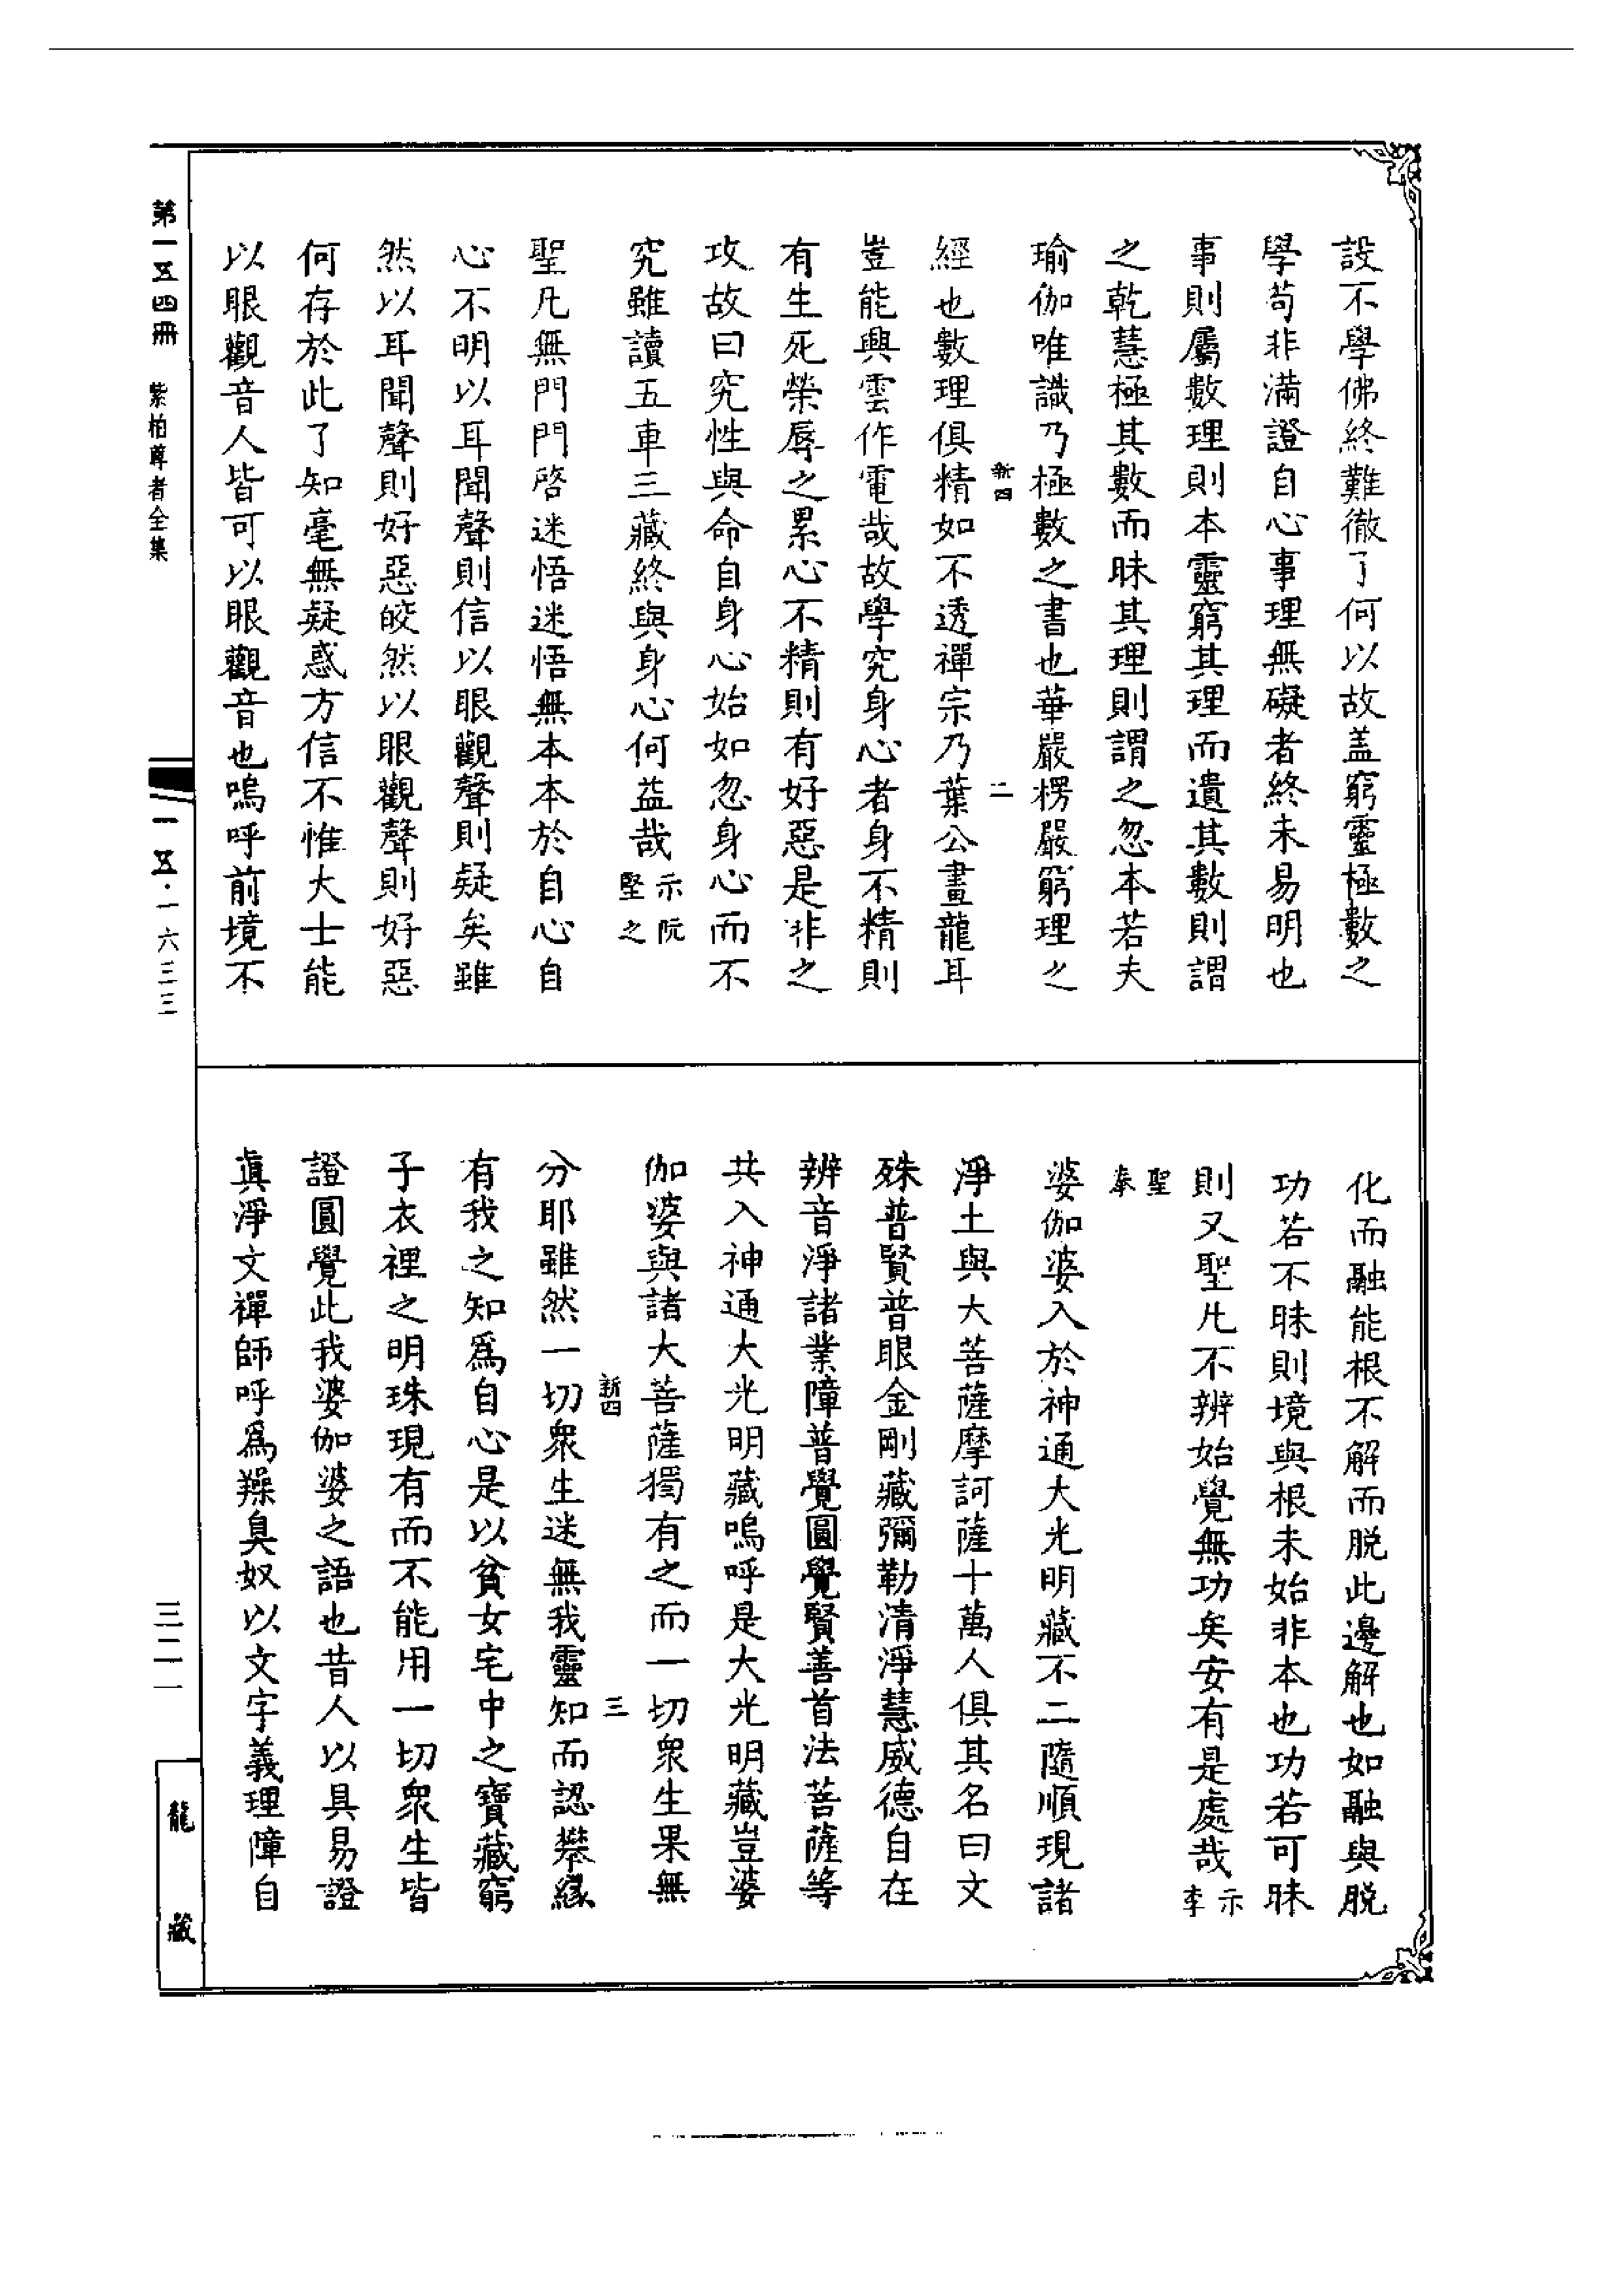 設不學佛終難徹了何以故盖窮靈極數之
學苟非滿證自心事理無礙者終未易明也
事則屬數理則本靈窮其理而遺其數則謂
之乾慧極其數而昧其理則謂之忽本若夫
瑜伽唯識乃極數之書也華嚴楞嚴窮理之
新四 二
經也數理俱精如不透禪宗乃葉公畫龍耳
豈能興雲作電哉故學究身心者身不精則
有生死榮辱之累心不精則有好惡是非之
攻故曰究性與命自身心始如忽身心而不
究雖讀五車三藏終與身心何益哉示阮堅之
聖凡無門門啓迷悟迷悟無本本於自心自
心不明以耳聞聲則信以眼觀聲則疑矣雖
然以耳聞聲則好惡皎然以眼觀聲則好惡
何存於此了知毫無疑惑方信不惟大士能
以眼觀音人皆可以眼觀音也嗚呼前境不
化而融能根不解而脱此邊解也如融與脱
功若不昧則境與根未始非本也功若可昧
則又聖凡不辨始覺無功矣安有是處哉示李
聖奉
婆伽婆入於神通大光明藏不二隨順現諸
淨土與大菩薩摩訶薩十萬人俱其名曰文
殊普賢普眼金剛藏彌勒清淨慧威德自在
辨音淨諸業障普覺圓覺賢善首法菩薩等
共入神通大光明藏嗚呼是大光明藏豈婆
伽婆與諸大菩薩獨有之而一切衆生果無
新四 三
分耶雖然一切衆生迷無我靈知而認攀緣
有我之知爲自心是以貧女宅中之寶藏窮
子衣裡之明珠現有而不能用一切衆生皆
證圓覺此我婆伽婆之語也昔人以具易證
眞淨文禪師呼爲臊臭奴以文字義理障自
第一五四冊 紫柏尊者全集
一五·一六三三
三二一
龍藏